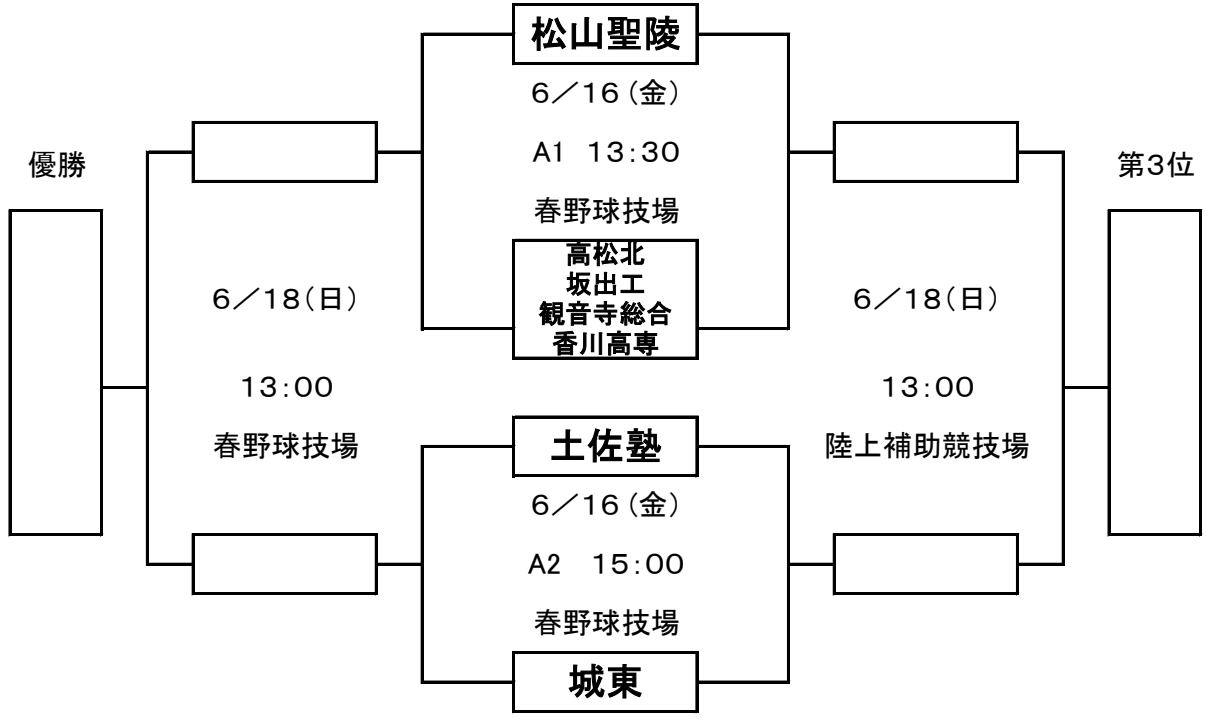 松山聖陵
6／16（金）
A1 13:30
春野球技場
高松北
坂出工
観音寺総合
香川高専
優勝
6／18（日）
13:00
春野球技場
第3位
6／18（日）
13:00
陸上補助競技場
土佐塾
6／16（金）
A2 15:00
春野球技場
城東